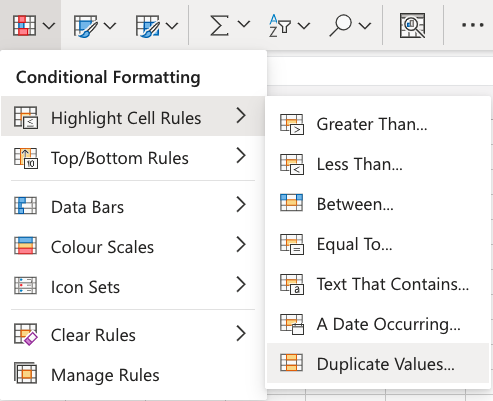 Conditional Formatting
Highlight Cell Rules
Top/Bottom Rules
Data Bars
Colour Scales
Icon Sets
Clear Rules
Manage Rules
Greater Than...
Less Than...
Between...
Equal To...
Text That Contains...
A Date Occurring...
Duplicate Values...